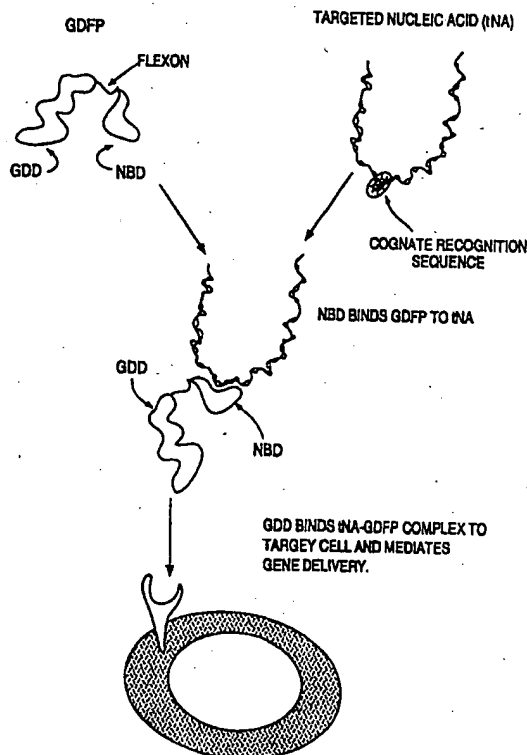 GDFP
TARGETED NUCLEIC ACID (tNA)
FLEXON
GDD
NBD
COGNATE RECOGNITION
SEQUENCE
NBD BINDS GDFP TO tNA
GDD
NBD
GDD BINDS tNA-GDFP COMPLEX TO
TARGEY CELL AND MEDIATES
GENE DELIVERY.